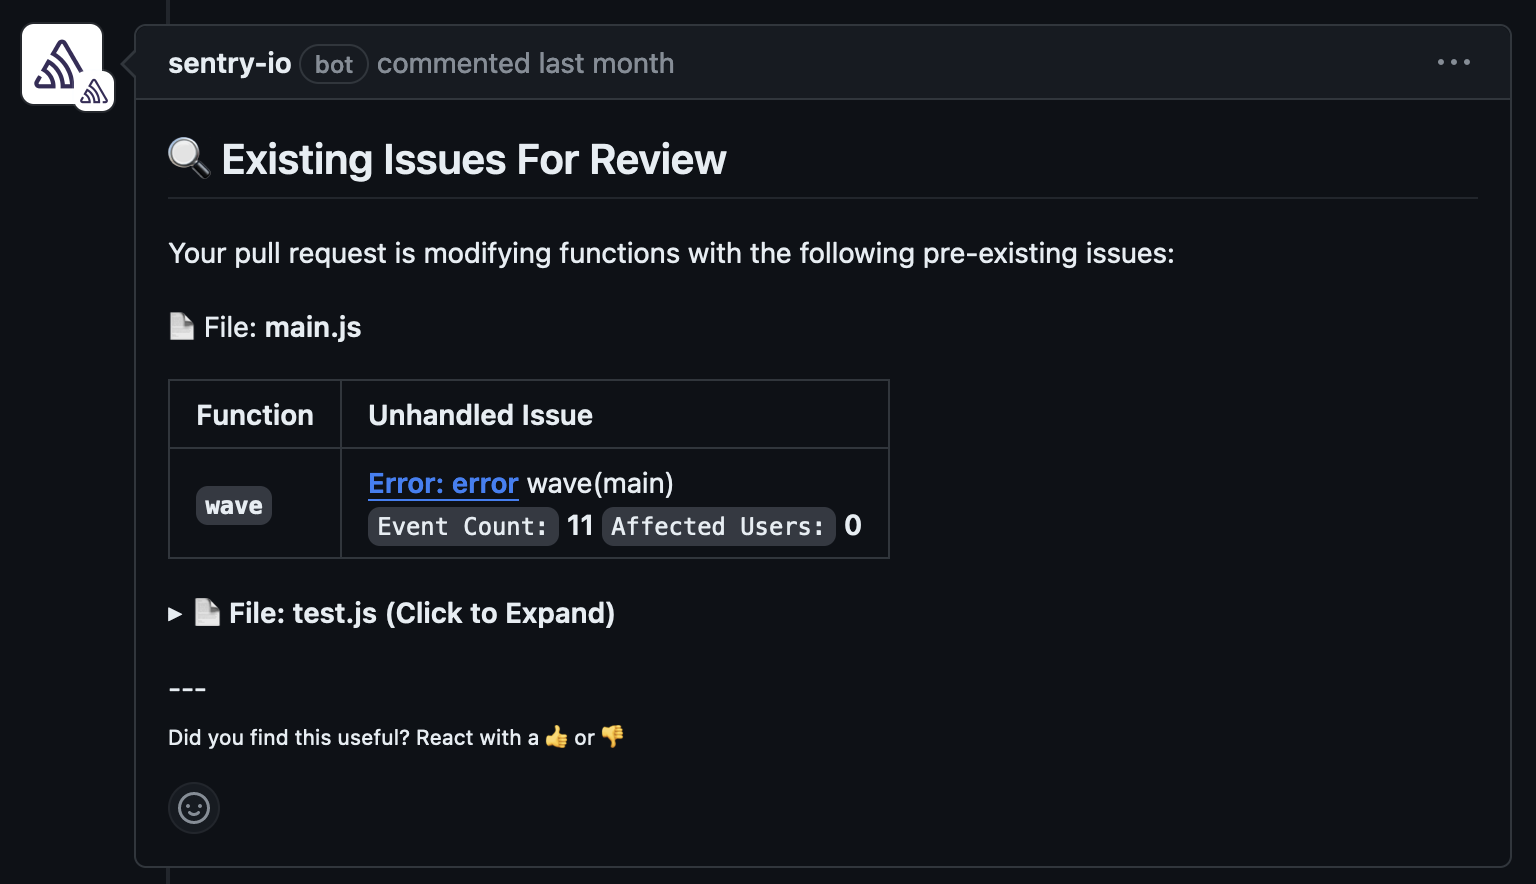 sentry-io bot commented last month
🔍 Existing Issues For Review
Your pull request is modifying functions with the following pre-existing issues:
📄 File: main.js
Function Unhandled Issue
wave
Error: error wave(main)
Event Count: 11 Affected Users: 0
▶ 📄 File: test.js (Click to Expand)
---
Did you find this useful? React with a 👍 or 👎